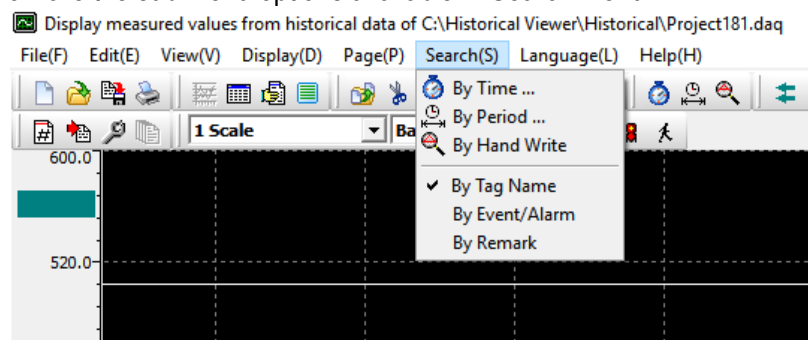 Display measured values from historical data of C:\Historical Viewer\Historical\Project181.daq
File(F) Edit(E) View(V) Display(D) Page(P) Search(S) Language(L) Help(H)
By Time ...
By Period ...
By Hand Write
By Tag Name
By Event/Alarm
By Remark
1 Scale
Ba
600.0
520.0